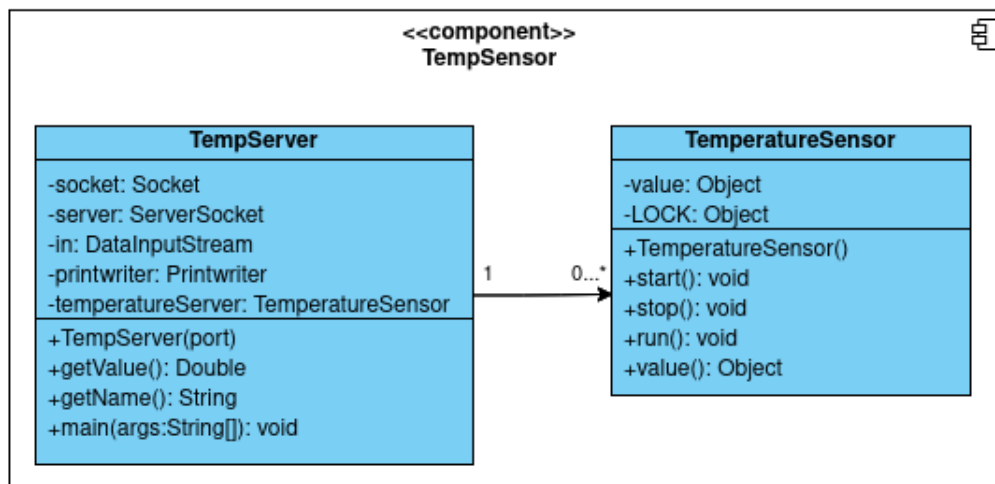 <<component>>
TempSensor
TempServer
-socket: Socket
-server: ServerSocket
-in: DataInputStream
-printwriter: Printwriter
-temperatureServer: TemperatureSensor
+TempServer(port)
+getValue(): Double
+getName(): String
+main(args:String[]): void
1
0...*
TemperatureSensor
-value: Object
-LOCK: Object
+TemperatureSensor()
+start(): void
+stop(): void
+run(): void
+value(): Object